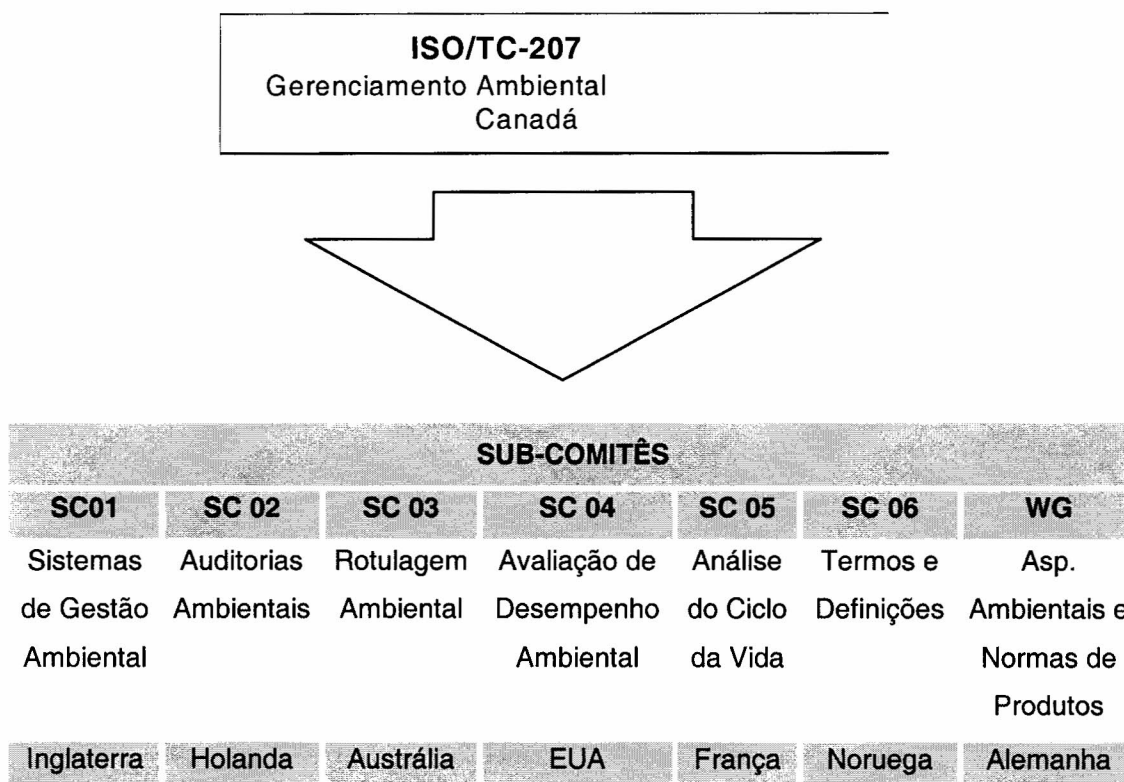 ISO/TC-207
Gerenciamento Ambiental
Canadá
SUB-COMITÊS
SC01 SC 02 SC 03 SC 04 SC 05 SC 06 WG
Sistemas Auditorias Rotulagem Avaliação de Análise Termos e Asp.
de Gestão Ambientais Ambiental Desempenho do Ciclo Definições Ambientais e
Ambiental Ambiental da Vida Normas de
Produtos
Inglaterra Holanda Austrália EUA França Noruega Alemanha